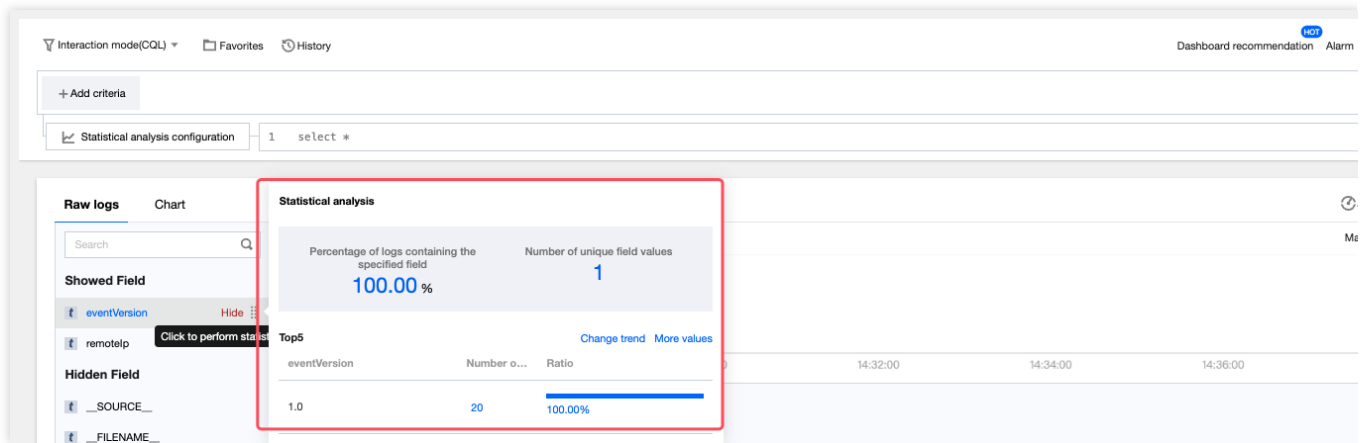 Interaction mode(CQL) Favorites History
HOT
Dashboard recommendation Alarm
+ Add criteria
Statistical analysis configuration 1 select *
Raw logs Chart
Search
Showed Field
t eventVersion Hide
Click to perform statist
t remoteIp
Hidden Field
t __SOURCE__
t __FILENAME__
Statistical analysis
Percentage of logs containing the
specified field
100.00 %
Number of unique field values
1
Top5 Change trend More values
eventVersion Number o... Ratio
1.0 20 100.00%
Ma
14:32:00 14:34:00 14:36:00